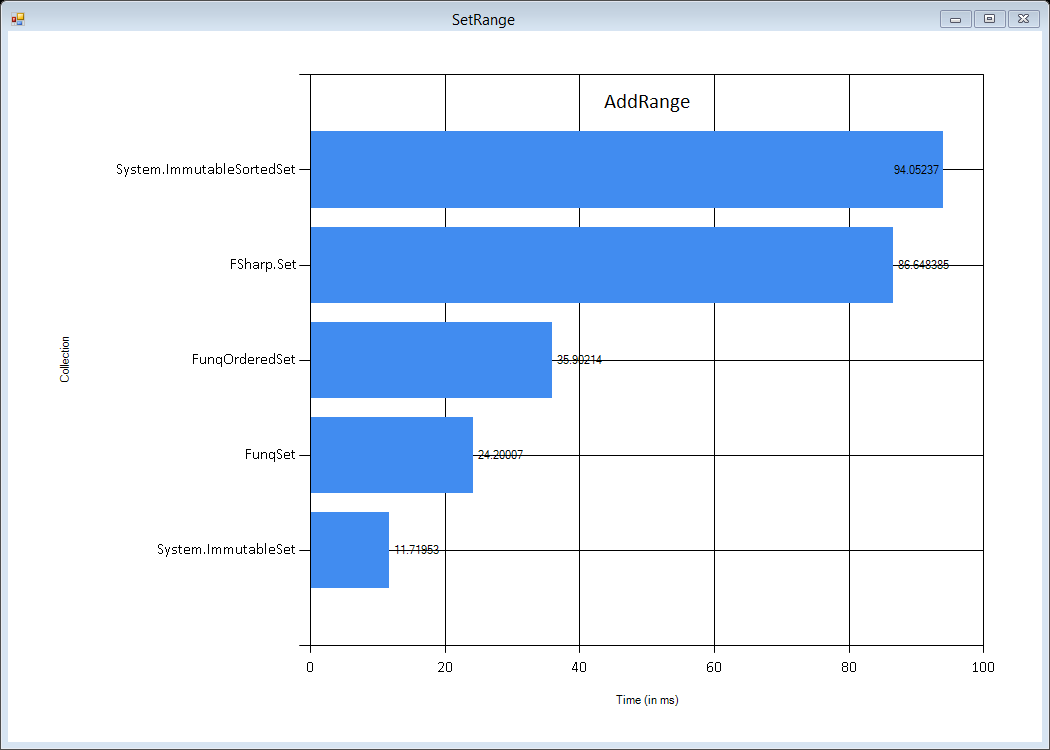 SetRange
AddRange
System.ImmutableSortedSet
94.05237
FSharp.Set
86.648385
FunqOrderedSet
35.90214
FunqSet
24.20007
System.ImmutableSet
11.71953
Collection
0 20 40 60 80 100
Time (in ms)